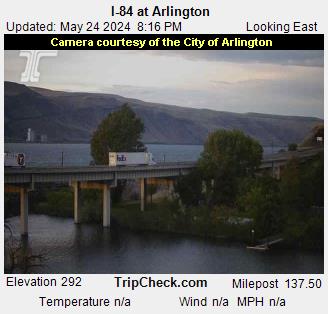 I-84 at Arlington
Updated: May 24 2024 8:16 PM Looking East
Camera courtesy of the City of Arlington
FedEx
Elevation 292 TripCheck.com Milepost 137.50
Temperature n/a Wind n/a MPH n/a